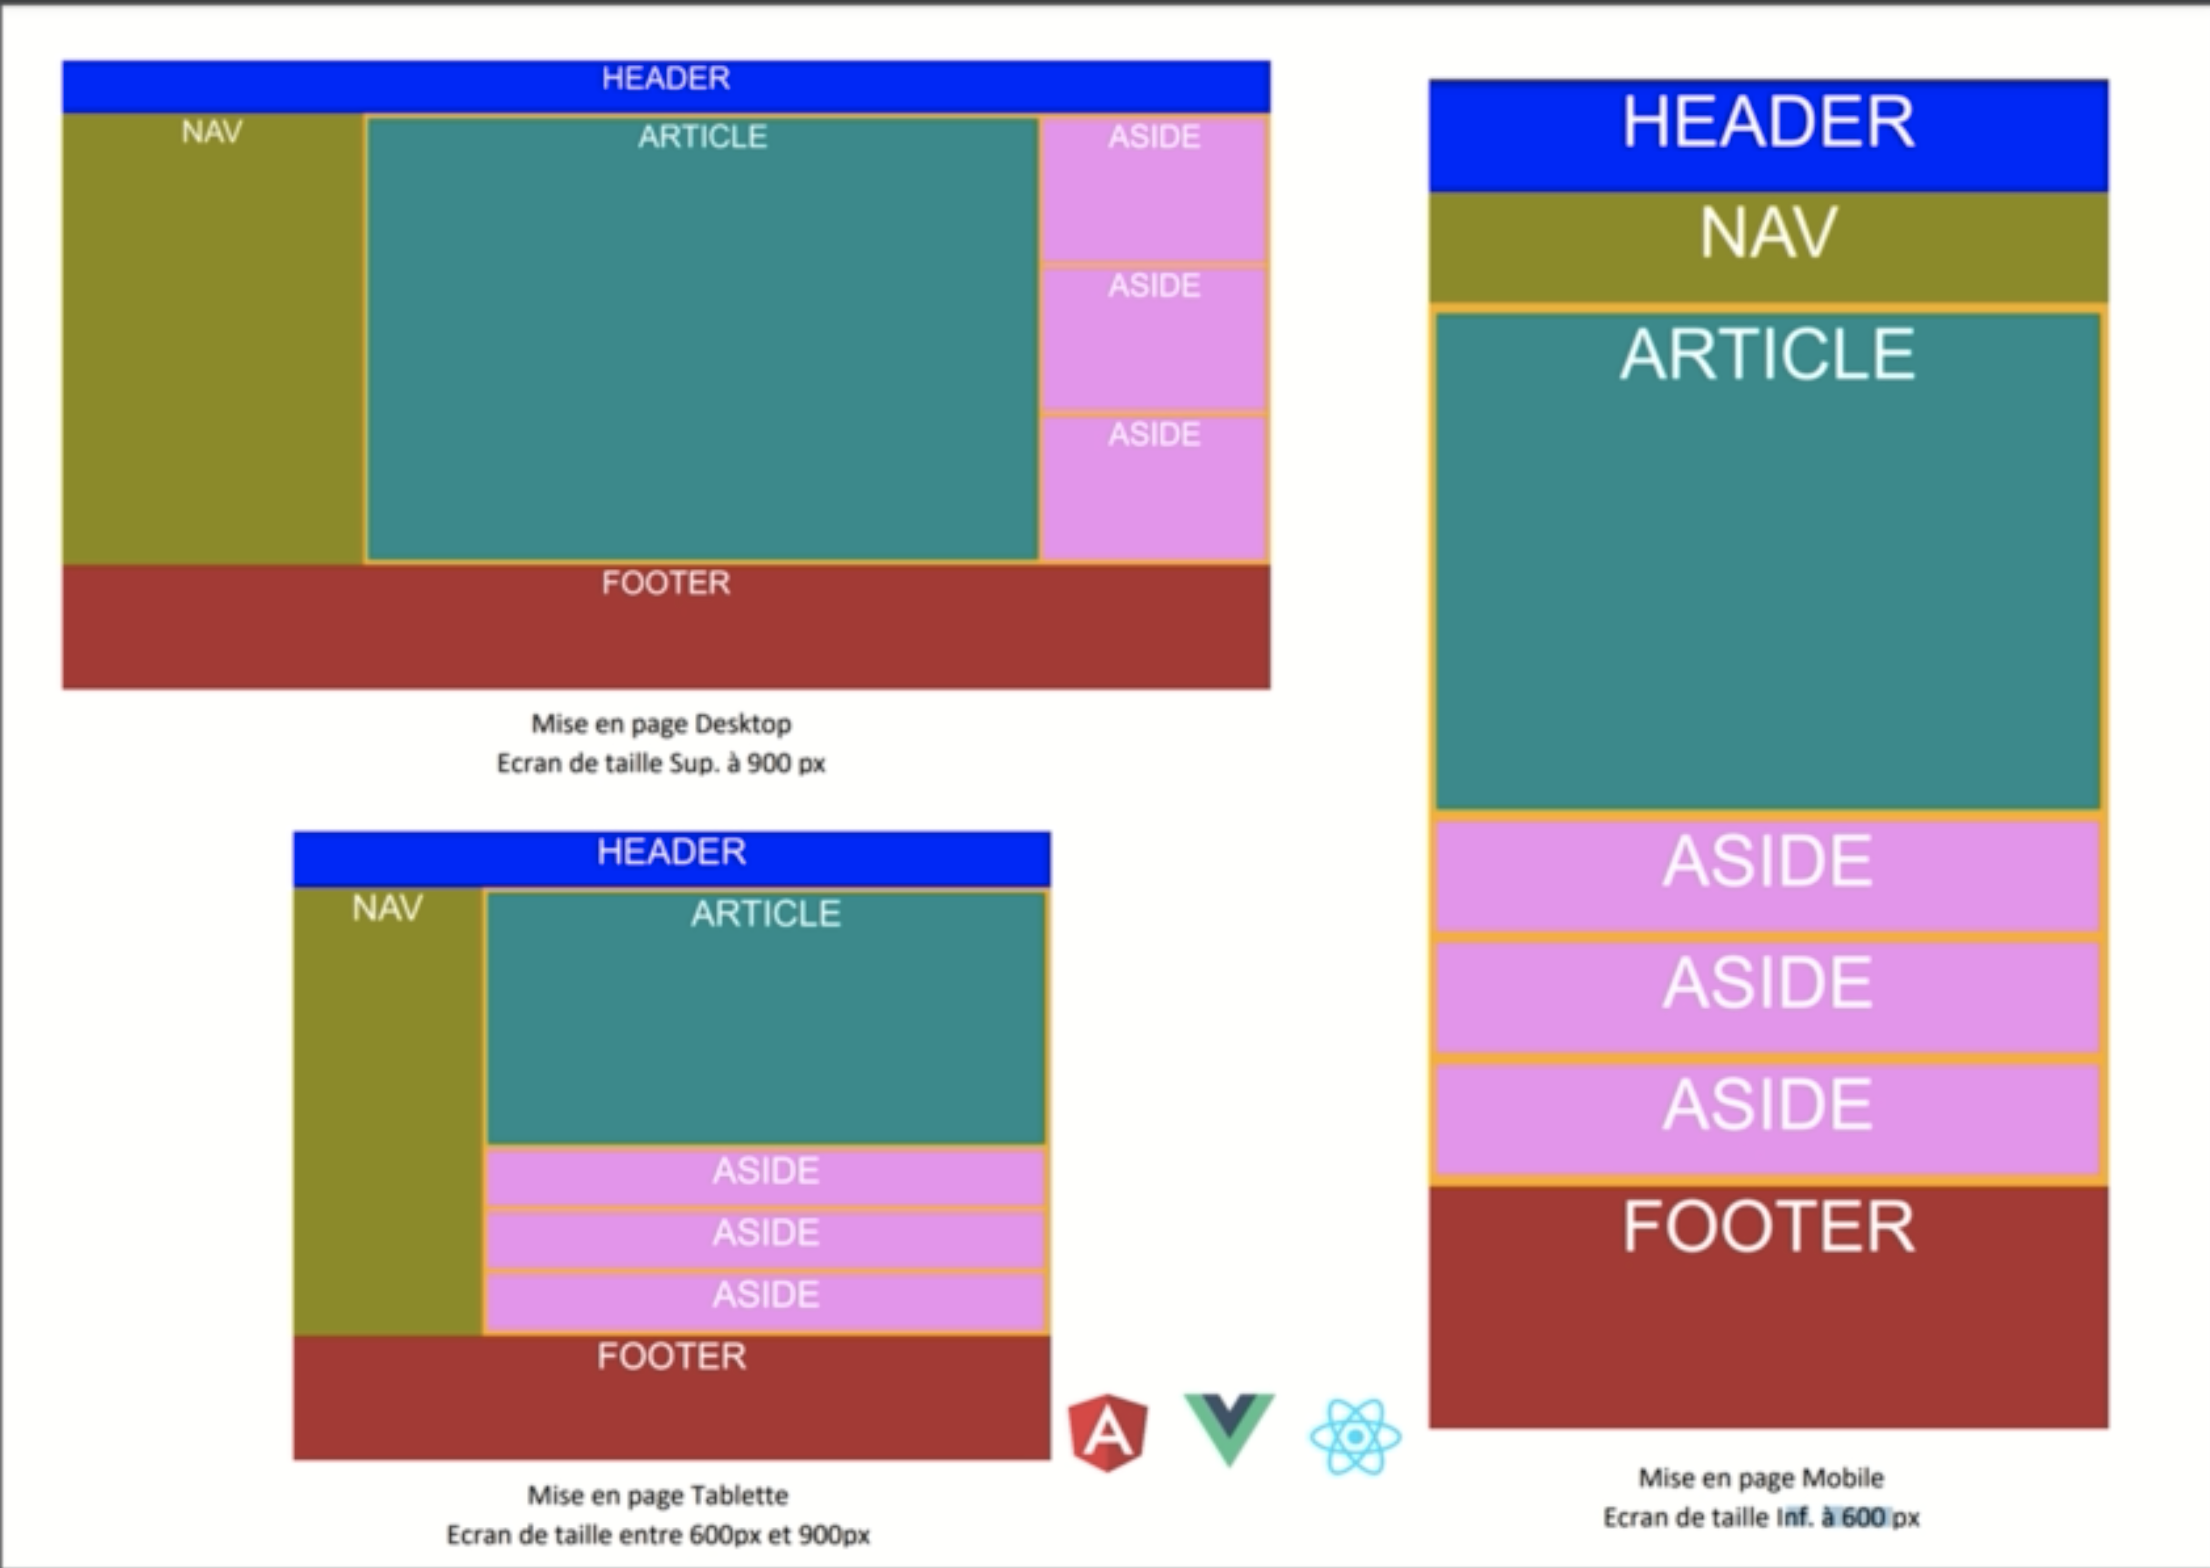 HEADER
NAV
ARTICLE
ASIDE
ASIDE
ASIDE
FOOTER
Mise en page Desktop
Ecran de taille Sup. à 900 px
HEADER
NAV
ARTICLE
ASIDE
ASIDE
ASIDE
FOOTER
Mise en page Tablette
Ecran de taille entre 600px et 900px
A
HEADER
NAV
ARTICLE
ASIDE
ASIDE
ASIDE
FOOTER
Mise en page Mobile
Ecran de taille Inf. à 600 px